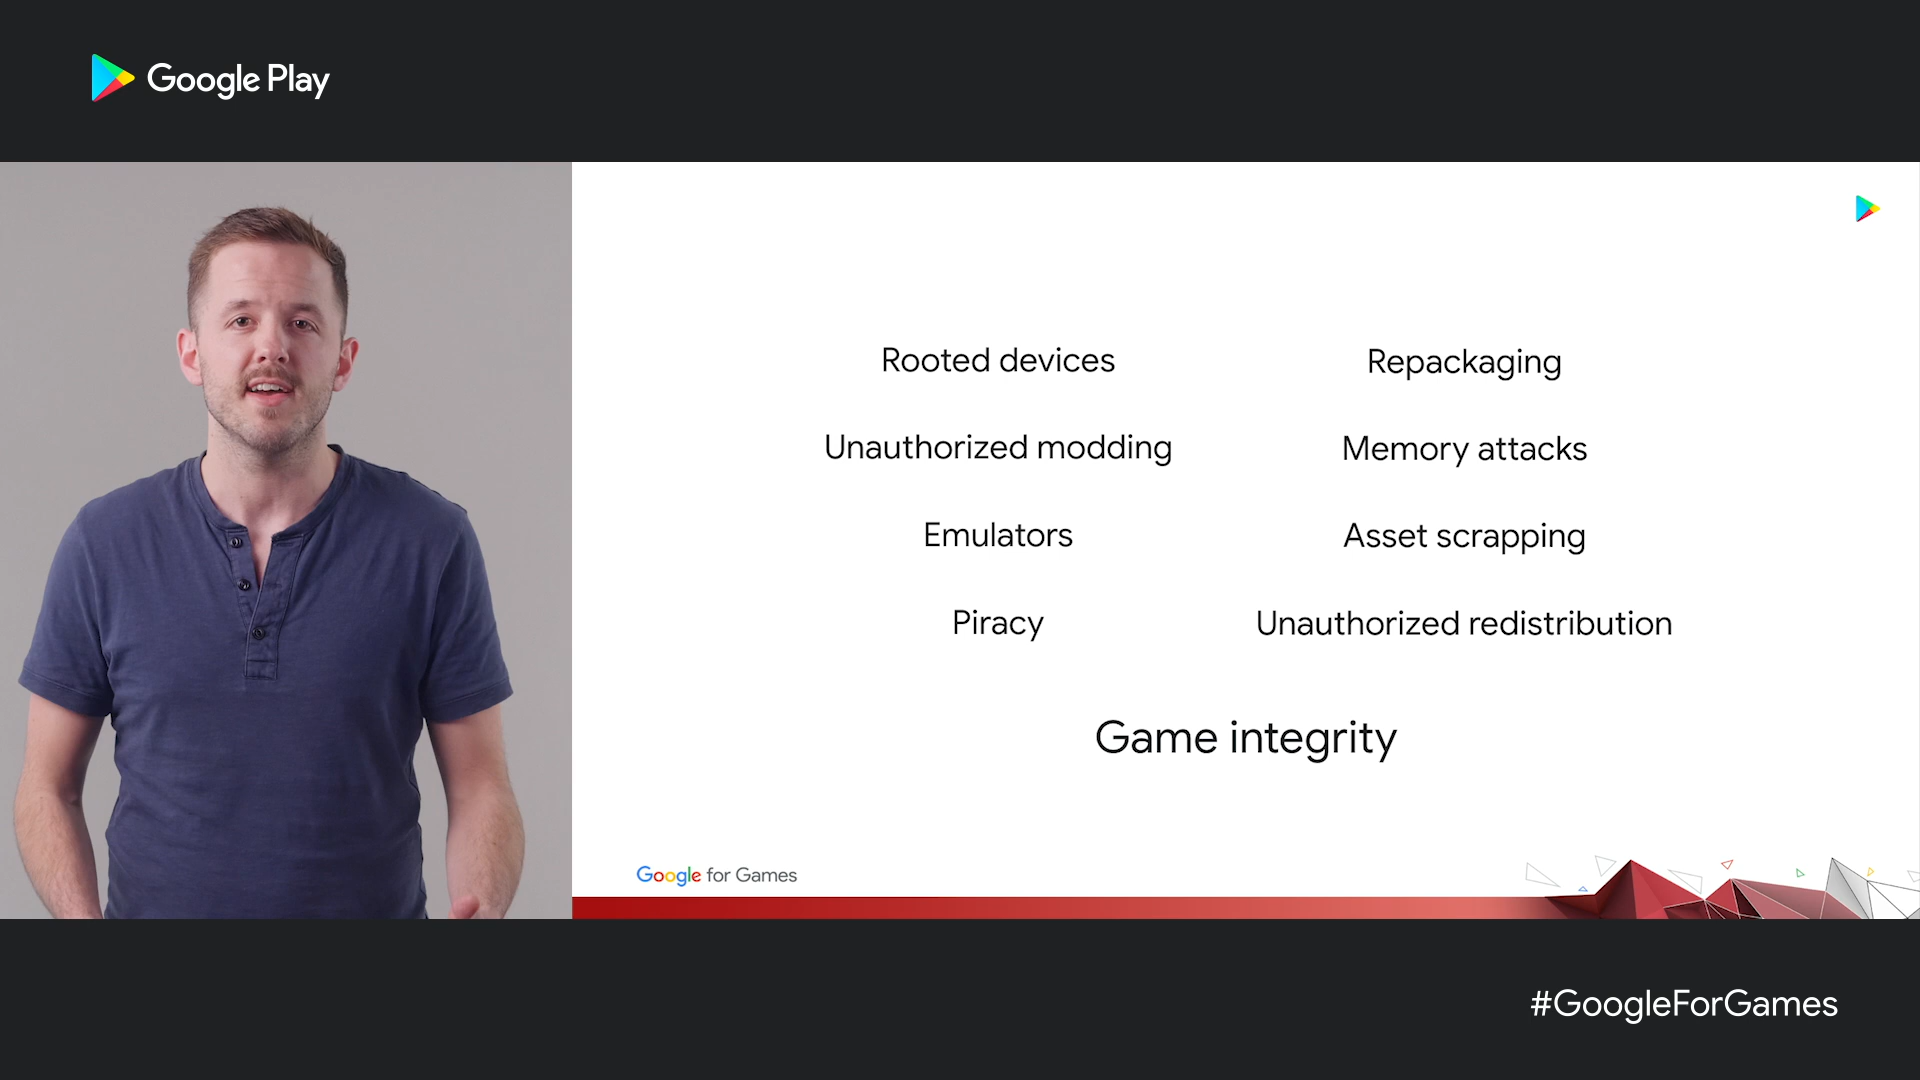 Google Play
Rooted devices
Repackaging
Unauthorized modding
Memory attacks
Emulators
Asset scrapping
Piracy
Unauthorized redistribution
Game integrity
Google for Games
#GoogleForGames